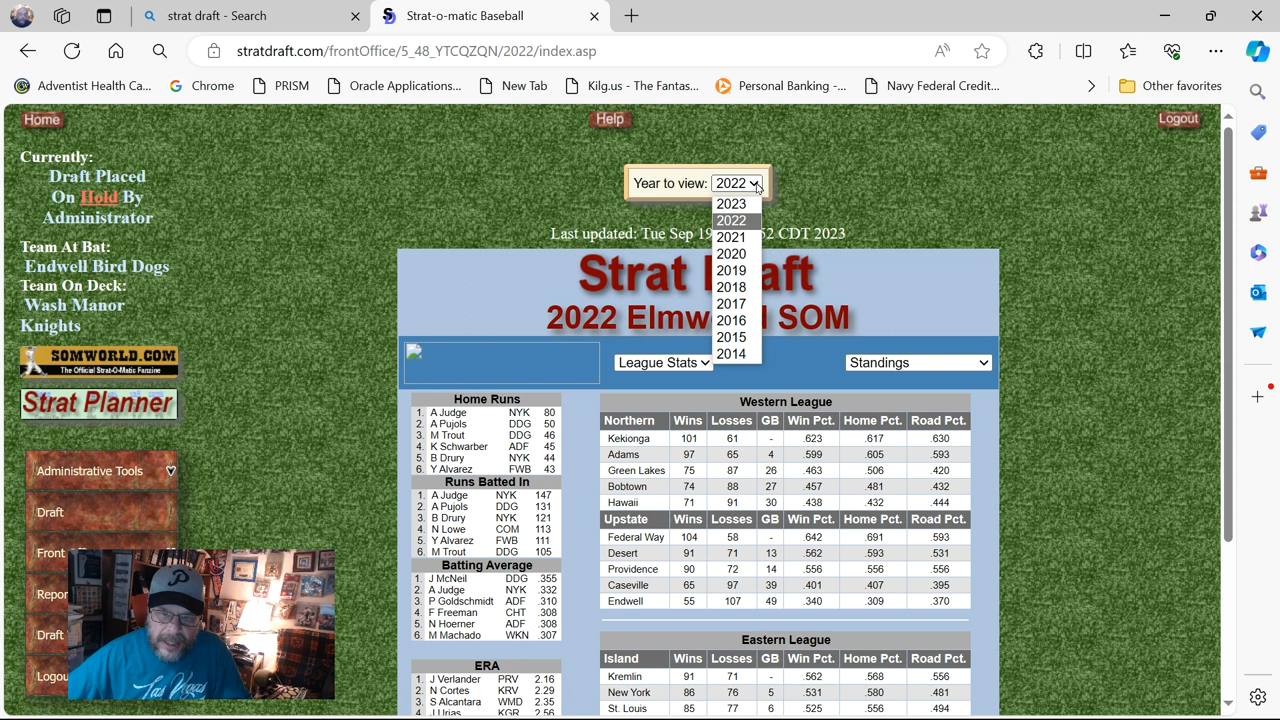 strat draft - Search
Strat-o-matic Baseball
stratdraft.com/frontOffice/5_48_YTCQZQN/2022/index.asp
Adventist Health Ca...
Chrome
PRISM
Oracle Applications...
New Tab
Kilg.us - The Fantas...
Personal Banking -...
Navy Federal Credit...
Other favorites
Home
Help
Logout
Currently:
Draft Placed
On Hold By
Administrator
Team At Bat:
Endwell Bird Dogs
Team On Deck:
Wash Manor
Knights
SOMWORLD.COM
The Official Strat-O-Matic Fanzine
Strat Planner
Administrative Tools
Draft
Front
Repor
Draft
Logou
Year to view: 2022
2023
2022
2021
2020
2019
2018
2017
2016
2015
2014
Last updated: Tue Sep 19 52 CDT 2023
Strat Draft
2022 Elmw SOM
League Stats
Standings
Home Runs
1. A Judge NYK 80
2. A Pujols DDG 50
3. M Trout DDG 46
4. K Schwarber ADF 45
5. B Drury NYK 44
6. Y Alvarez FWB 43
Runs Batted In
1. A Judge NYK 147
2. A Pujols DDG 131
3. B Drury NYK 121
4. N Lowe COM 113
5. Y Alvarez FWB 111
6. M Trout DDG 105
Batting Average
1. J McNeil DDG .355
2. A Judge NYK .332
3. P Goldschmidt ADF .310
4. F Freeman CHT .308
5. N Hoerner ADF .308
6. M Machado WKN .307
ERA
1. J Verlander PRV 2.16
2. N Cortes KRV 2.29
3. S Alcantara WMD 2.35
4. J Urias KGR 2.56
Western League
Northern Wins Losses GB Win Pct. Home Pct. Road Pct.
Kekionga 101 61 - .623 .617 .630
Adams 97 65 4 .599 .605 .593
Green Lakes 75 87 26 .463 .506 .420
Bobtown 74 88 27 .457 .481 .432
Hawaii 71 91 30 .438 .432 .444
Upstate Wins Losses GB Win Pct. Home Pct. Road Pct.
Federal Way 104 58 - .642 .691 .593
Desert 91 71 13 .562 .593 .531
Providence 90 72 14 .556 .556 .556
Caseville 65 97 39 .401 .407 .395
Endwell 55 107 49 .340 .309 .370
Eastern League
Island Wins Losses GB Win Pct. Home Pct. Road Pct.
Kremlin 91 71 - .562 .568 .556
New York 86 76 5 .531 .580 .481
St. Louis 85 77 6 .525 .556 .494